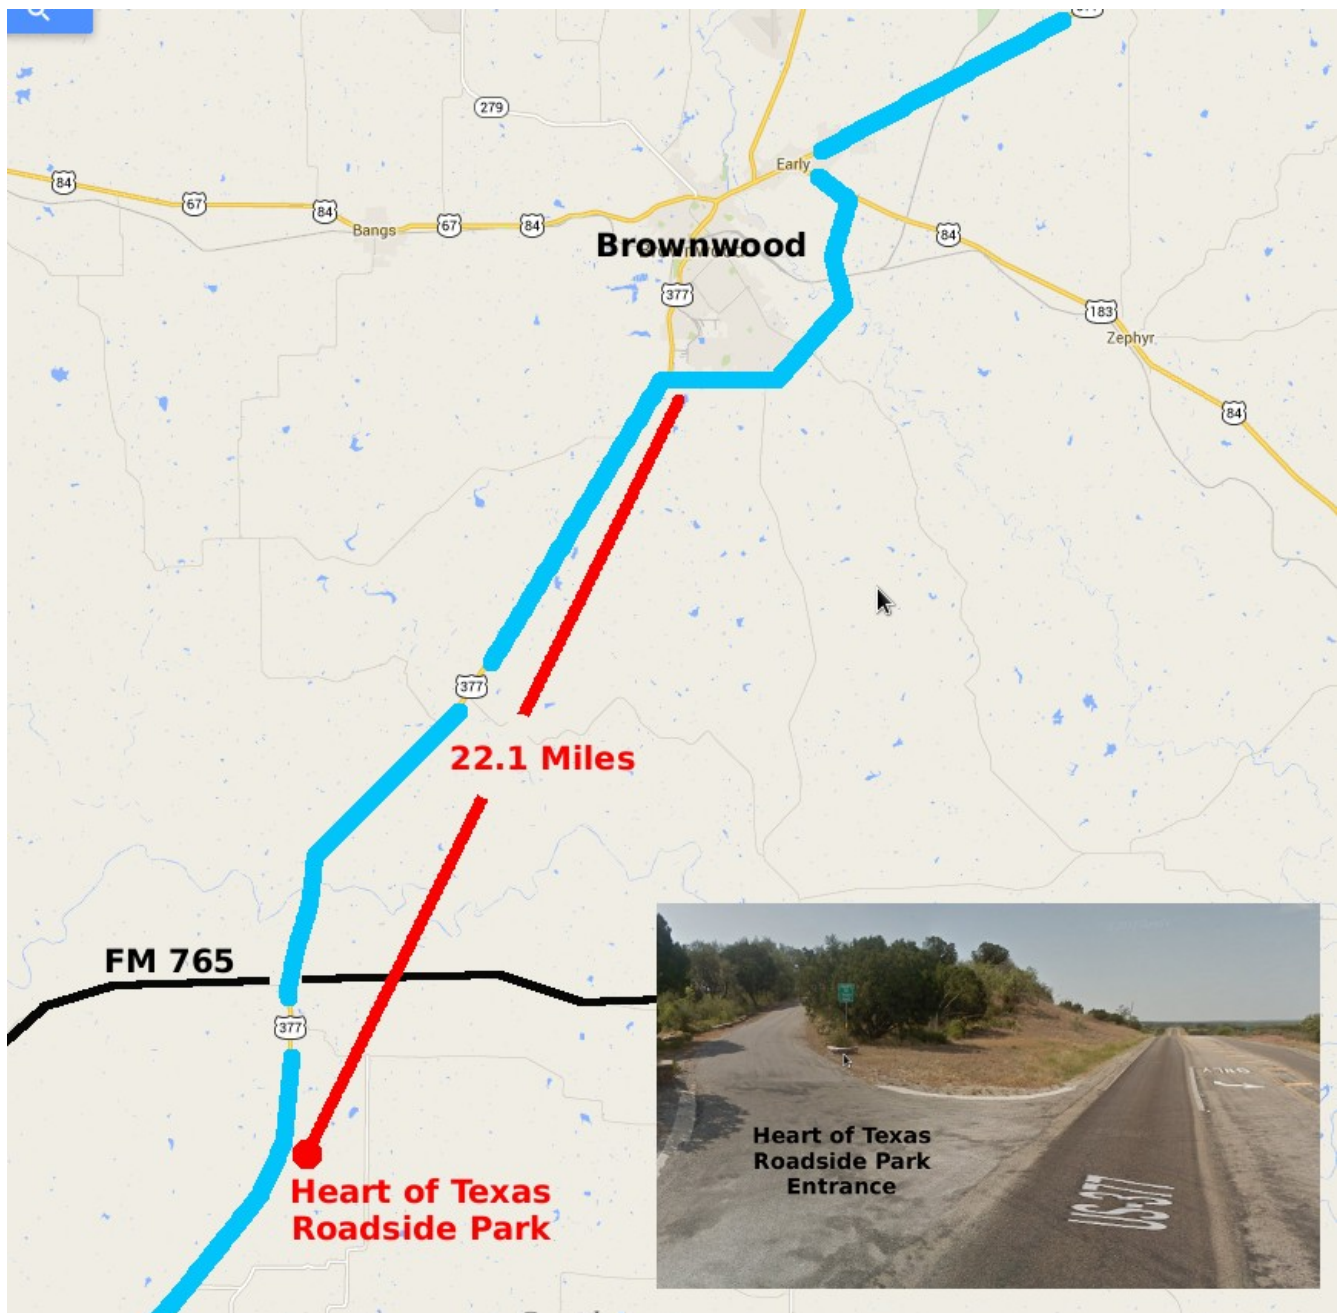 279
Early
84
67
84
67
84
Bangs
84
Brownwood
377
183
Zephyr
84
377
22.1 Miles
FM 765
377
Heart of Texas
Roadside Park
Heart of Texas
Roadside Park
Entrance
ONLY
US 377